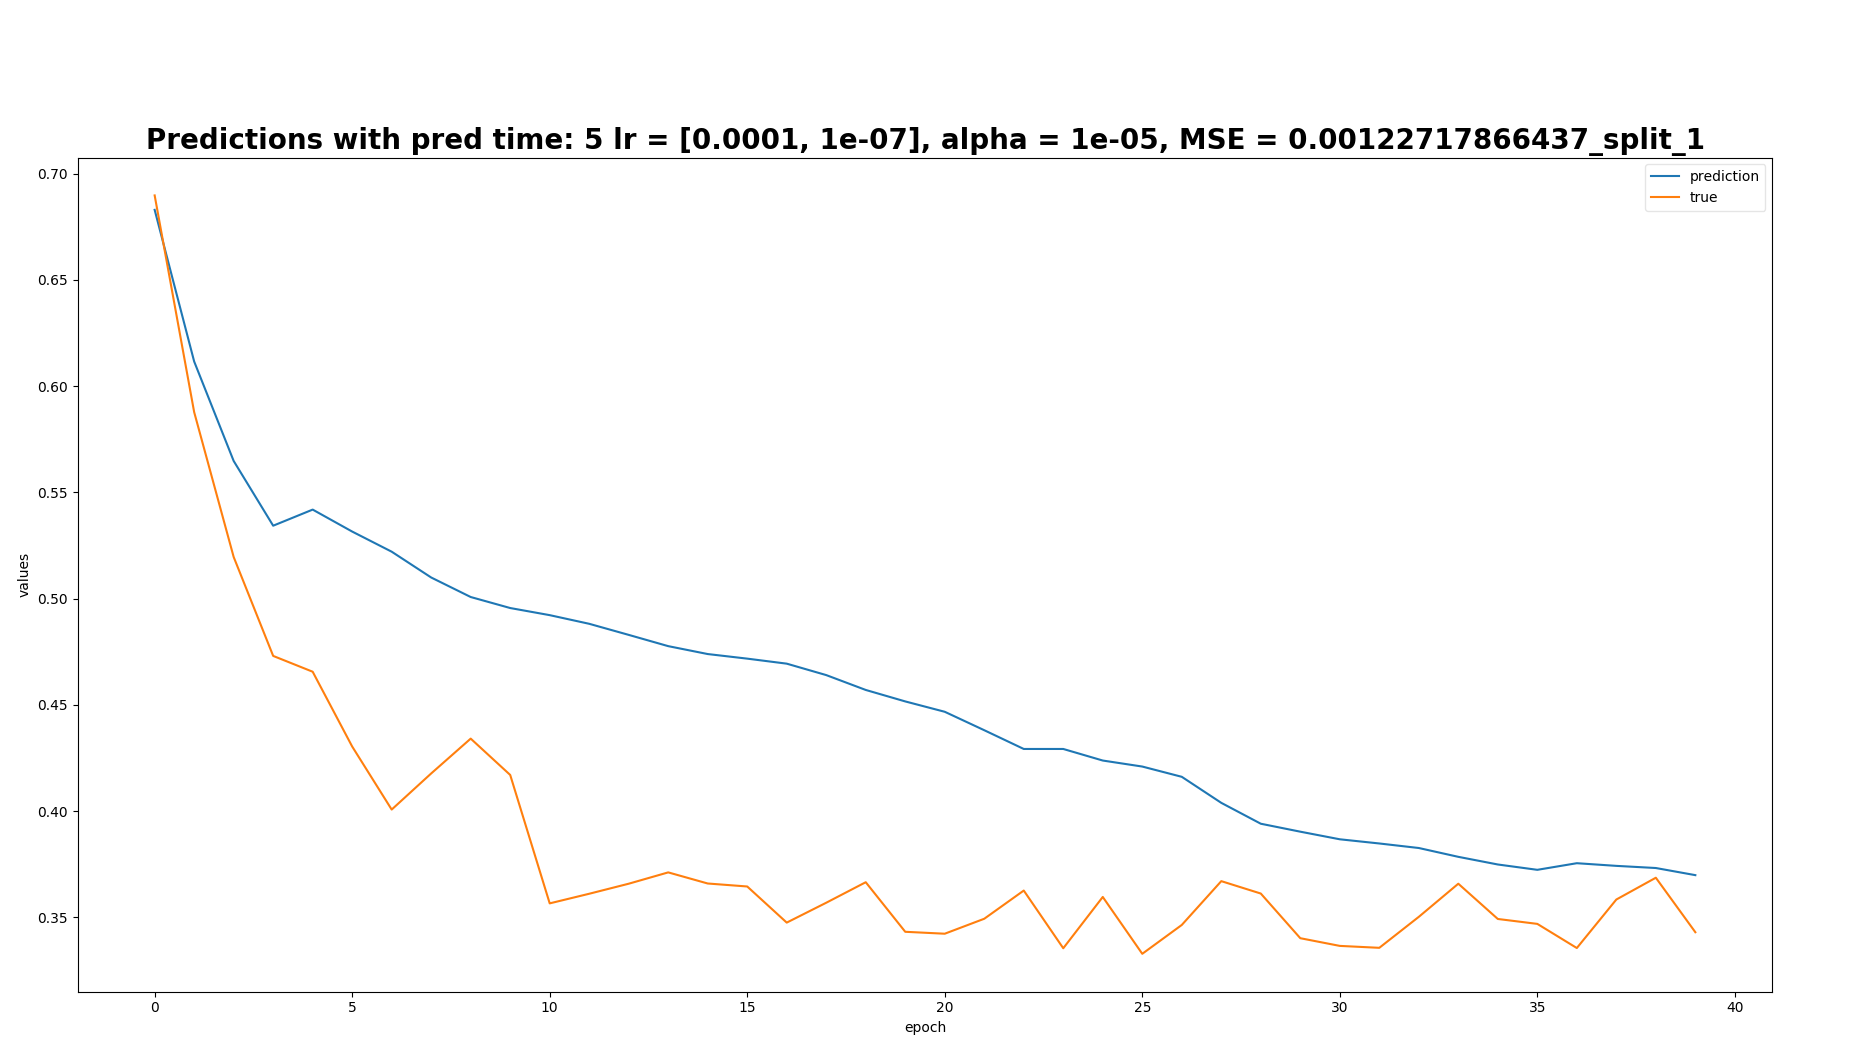 Predictions with pred time: 5 lr = [0.0001, 1e-07], alpha = 1e-05, MSE = 0.00122717866437_split_1
prediction
true
0.70
0.65
0.60
0.55
0.50
0.45
0.40
0.35
values
0 5 10 15 20 25 30 35 40
epoch